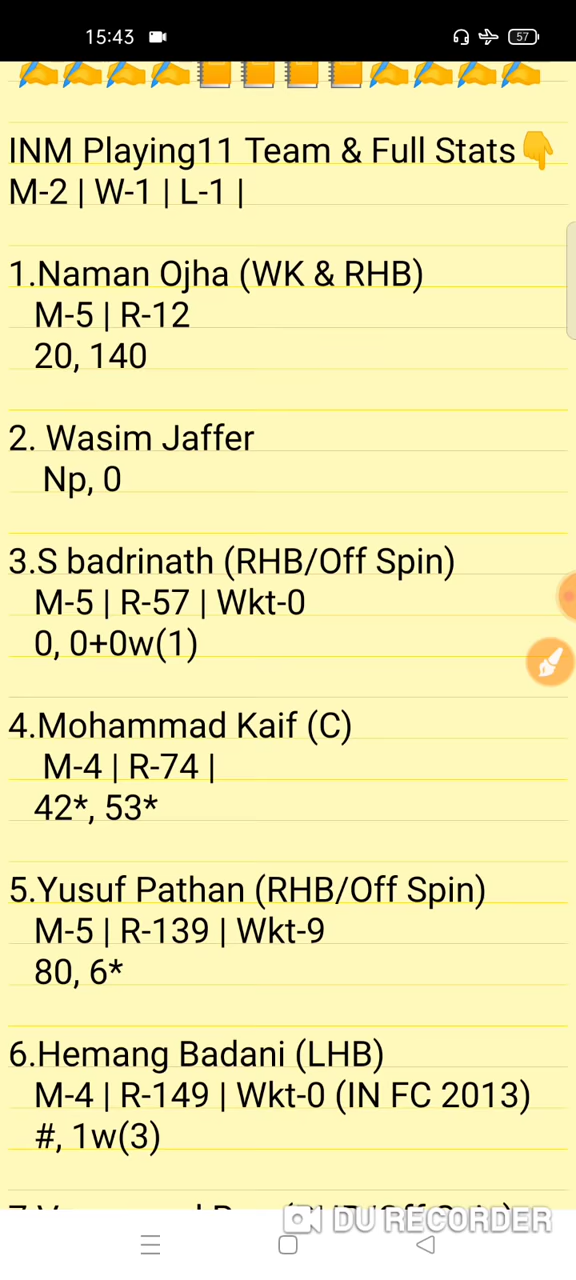 15:43
57
INM Playing11 Team & Full Stats👇
M-2 | W-1 | L-1 |
1.Naman Ojha (WK & RHB)
M-5 | R-12
20, 140
2. Wasim Jaffer
Np, 0
3.S badrinath (RHB/Off Spin)
M-5 | R-57 | Wkt-0
0, 0+0w(1)
4.Mohammad Kaif (C)
M-4 | R-74 |
42*, 53*
5.Yusuf Pathan (RHB/Off Spin)
M-5 | R-139 | Wkt-9
80, 6*
6.Hemang Badani (LHB)
M-4 | R-149 | Wkt-0 (IN FC 2013)
#, 1w(3)
DU RECORDER